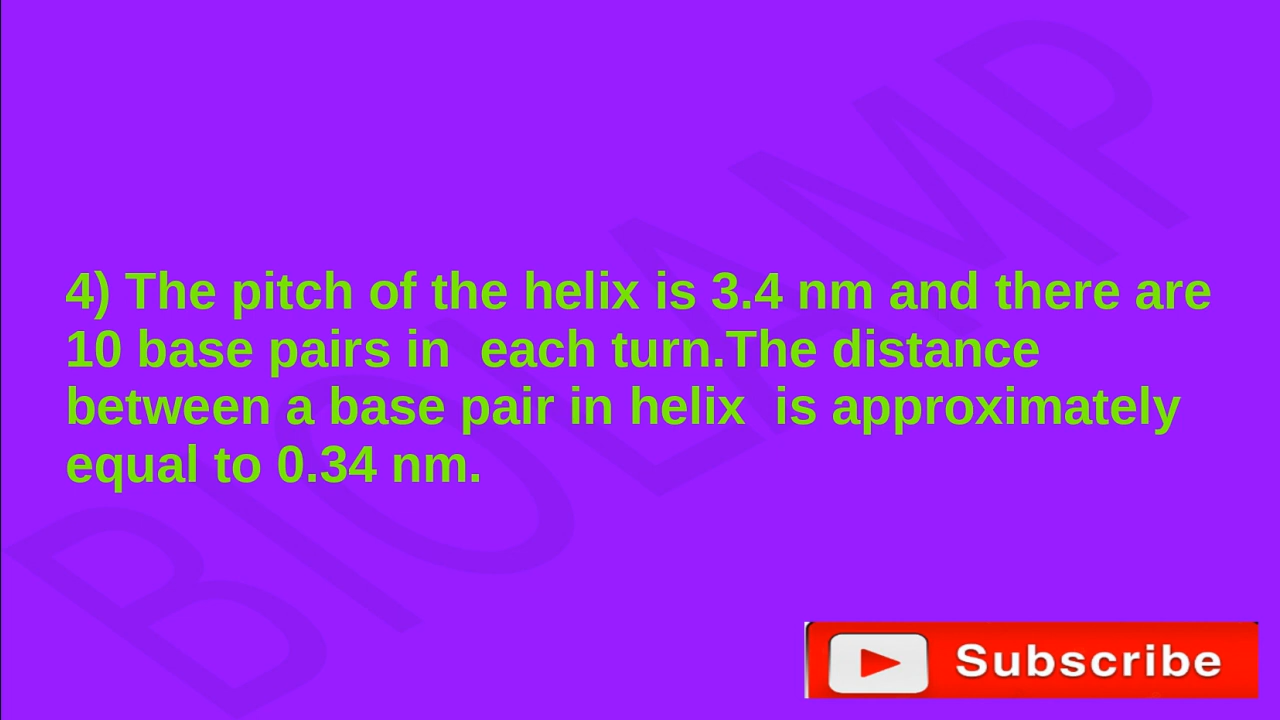 4) The pitch of the helix is 3.4 nm and there are
10 base pairs in  each turn.The distance
between a base pair in helix  is approximately
equal to 0.34 nm.
BIOLAMP
Subscribe